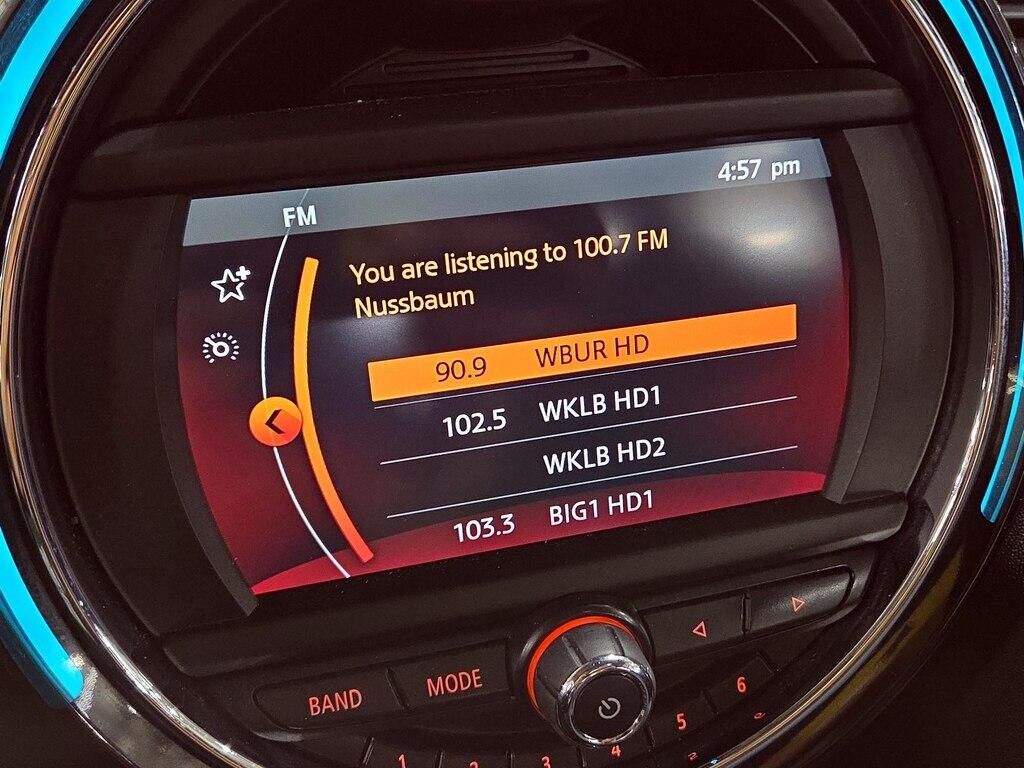 4:57 pm
FM
You are listening to 100.7 FM
Nussbaum
90.9 WBUR HD
102.5 WKLB HD1
WKLB HD2
103.3 BIG1 HD1
BAND MODE
1 2 3 4 5 6